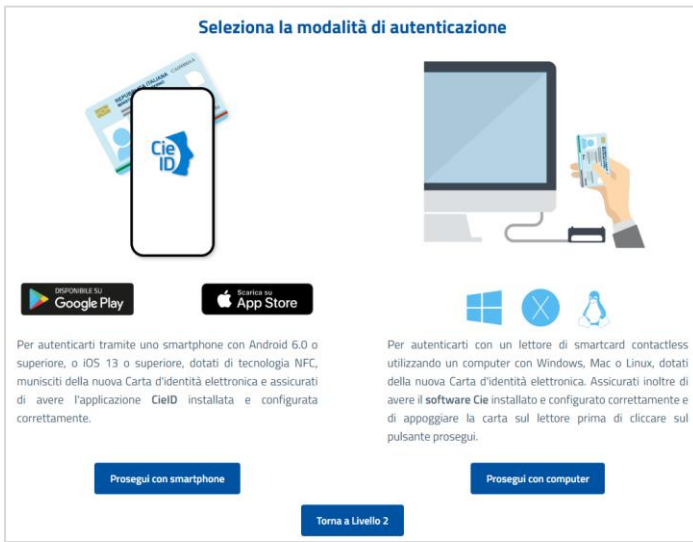 Seleziona la modalità di autenticazione
REPUBBLICA ITALIANA
Cie
ID
DISPONIBILE SU
Google Play
Scarica su
App Store
Per autenticarti tramite uno smartphone con Android 6.0 o
superiore, o iOS 13 o superiore, dotati di tecnologia NFC,
munisciti della nuova Carta d'identità elettronica e assicurati
di avere l'applicazione CieID installata e configurata
correttamente.
Prosegui con smartphone
Per autenticarti con un lettore di smartcard contactless
utilizzando un computer con Windows, Mac o Linux, dotati
della nuova Carta d'identità elettronica. Assicurati inoltre di
avere il software Cie installato e configurato correttamente e
di appoggiare la carta sul lettore prima di cliccare sul
pulsante prosegui.
Prosegui con computer
Torna a Livello 2